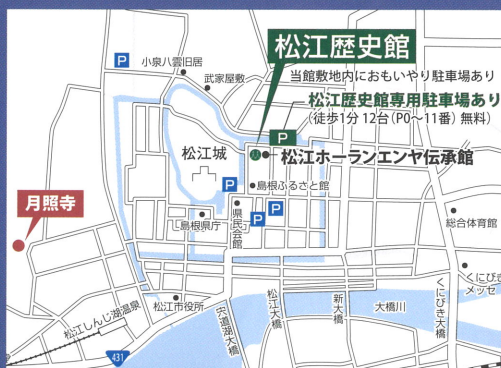 松江歴史館
当館敷地内におもいやり駐車場あり
松江歴史館専用駐車場あり
(徒歩1分 12台(P0〜11番) 無料)
P
小泉八雲旧居
武家屋敷
P
松江ホーランエンヤ伝承館
松江城
島根ふるさと館
P
月照寺
県民会館
P
P
島根県庁
総合体育館
くにびき
メッセ
松江市役所
松江しんじ湖温泉
宍道湖大橋
松江大橋
新大橋
大橋川
くにびき大橋
431